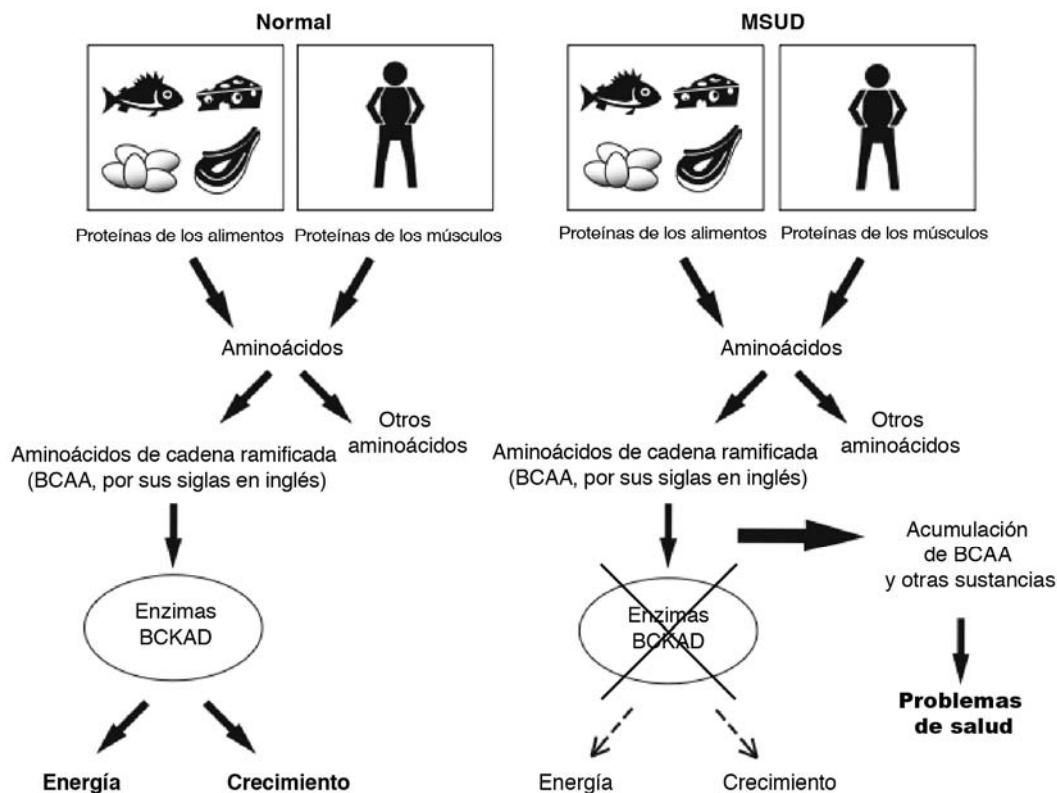 Normal
Proteínas de los alimentos
Proteínas de los músculos
Aminoácidos
Otros
aminoácidos
Aminoácidos de cadena ramificada
(BCAA, por sus siglas en inglés)
Enzimas
BCKAD
Energía
Crecimiento
MSUD
Proteínas de los alimentos
Proteínas de los músculos
Aminoácidos
Otros
aminoácidos
Aminoácidos de cadena ramificada
(BCAA, por sus siglas en inglés)
Acumulación
de BCAA
y otras sustancias
Enzimas
BCKAD
Problemas
de salud
Energía
Crecimiento